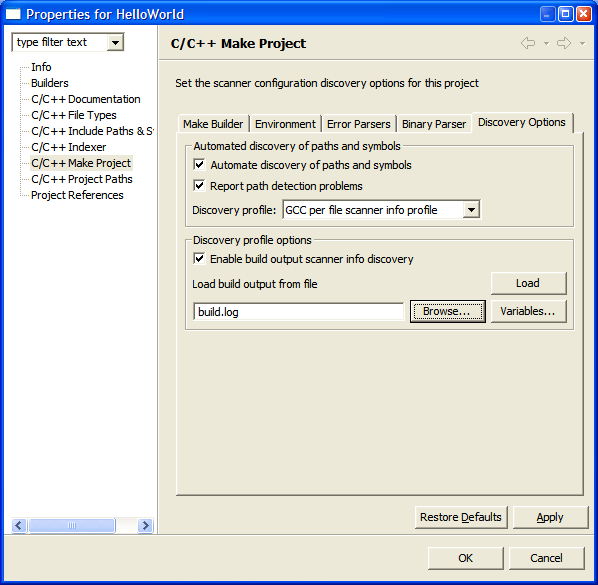 Properties for HelloWorld
type filter text
Info
Builders
C/C++ Documentation
C/C++ File Types
C/C++ Indude Paths & S
C/C++ Indexer
C/C++ Make Project
C/C++ Project Paths
Project References
C/C++ Make Project
Set the scanner configuration discovery options for this project
Make Builder Environment Error Parsers Binary Parser Discovery Options
Automated discovery of paths and symbols
Automate discovery of paths and symbols
Report path detection problems
Discovery profile: GCC per file scanner info profile
Discovery profile options
Enable build output scanner info discovery
Load build output from file Load
build.log Browse... Variables...
Restore Defaults Apply
OK Cancel